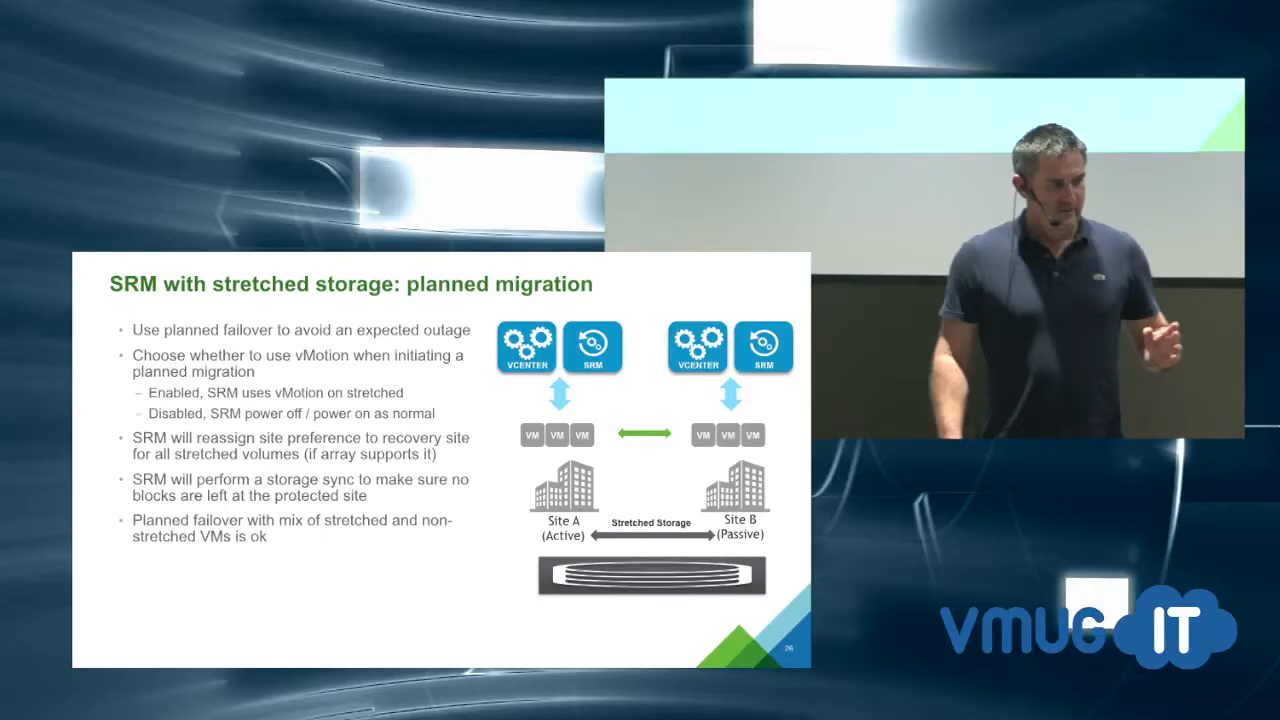 SRM with stretched storage: planned migration
• Use planned failover to avoid an expected outage
• Choose whether to use vMotion when initiating a
planned migration
– Enabled, SRM uses vMotion on stretched
– Disabled, SRM power off / power on as normal
• SRM will reassign site preference to recovery site
for all stretched volumes (if array supports it)
• SRM will perform a storage sync to make sure no
blocks are left at the protected site
• Planned failover with mix of stretched and non-
stretched VMs is ok
VCENTER SRM VCENTER SRM
VM VM VM VM VM VM
Site A
(Active)
Stretched Storage
Site B
(Passive)
26
vmug IT